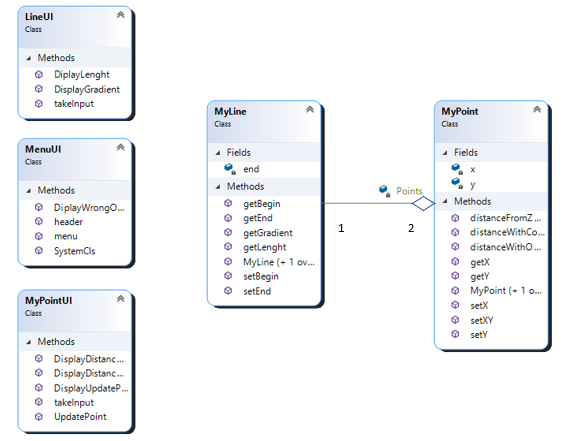 LineUI
Class
Methods
DiplayLenght
DisplayGradient
takeInput
MenuUI
Class
Methods
DiplayWrongO...
header
menu
SystemCls
MyPointUI
Class
Methods
DisplayDistanc...
DisplayDistanc...
DisplayUpdateP...
takeInput
UpdatePoint
MyLine
Class
Fields
end
Methods
getBegin
getEnd
getGradient
getLenght
MyLine (+ 1 ov...
setBegin
setEnd
Points
1
2
MyPoint
Class
Fields
x
y
Methods
distanceFromZ...
distanceWithCo...
distanceWithO...
getX
getY
MyPoint (+ 1 o...
setX
setXY
setY